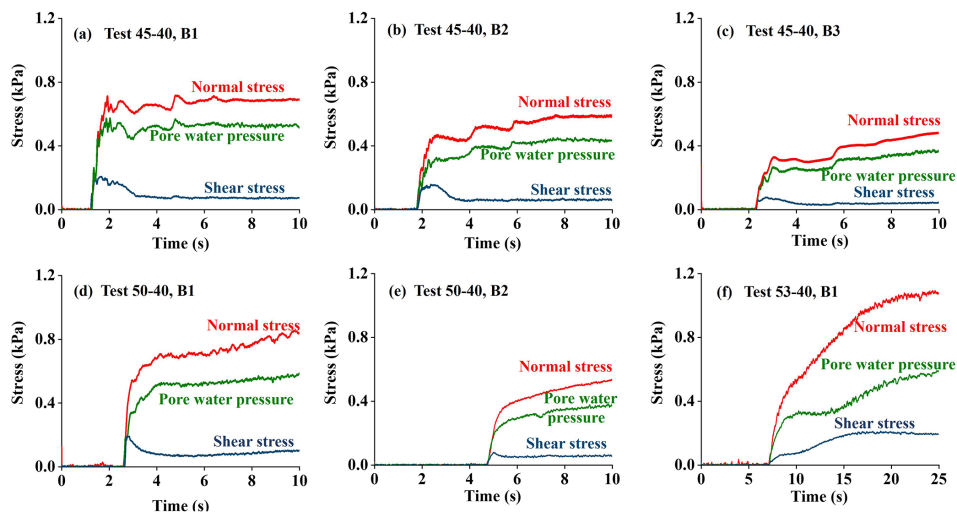 (a) Test 45-40, B1
Stress (kPa)
1.2
0.8
0.4
0.0
Normal stress
Pore water pressure
Shear stress
0 2 4 6 8 10
Time (s)
(b) Test 45-40, B2
Stress (kPa)
1.2
0.8
0.4
0.0
Normal stress
Pore water pressure
Shear stress
0 2 4 6 8 10
Time (s)
(c) Test 45-40, B3
Stress (kPa)
1.2
0.8
0.4
0.0
Normal stress
Pore water pressure
Shear stress
0 2 4 6 8 10
Time (s)
(d) Test 50-40, B1
Stress (kPa)
1.2
0.8
0.4
0.0
Normal stress
Pore water pressure
Shear stress
0 2 4 6 8 10
Time (s)
(e) Test 50-40, B2
Stress (kPa)
1.2
0.8
0.4
0.0
Normal stress
Pore water
pressure
Shear stress
0 2 4 6 8 10
Time (s)
(f) Test 53-40, B1
Stress (kPa)
1.2
0.8
0.4
0.0
Normal stress
Pore water pressure
Shear stress
0 5 10 15 20 25
Time (s)